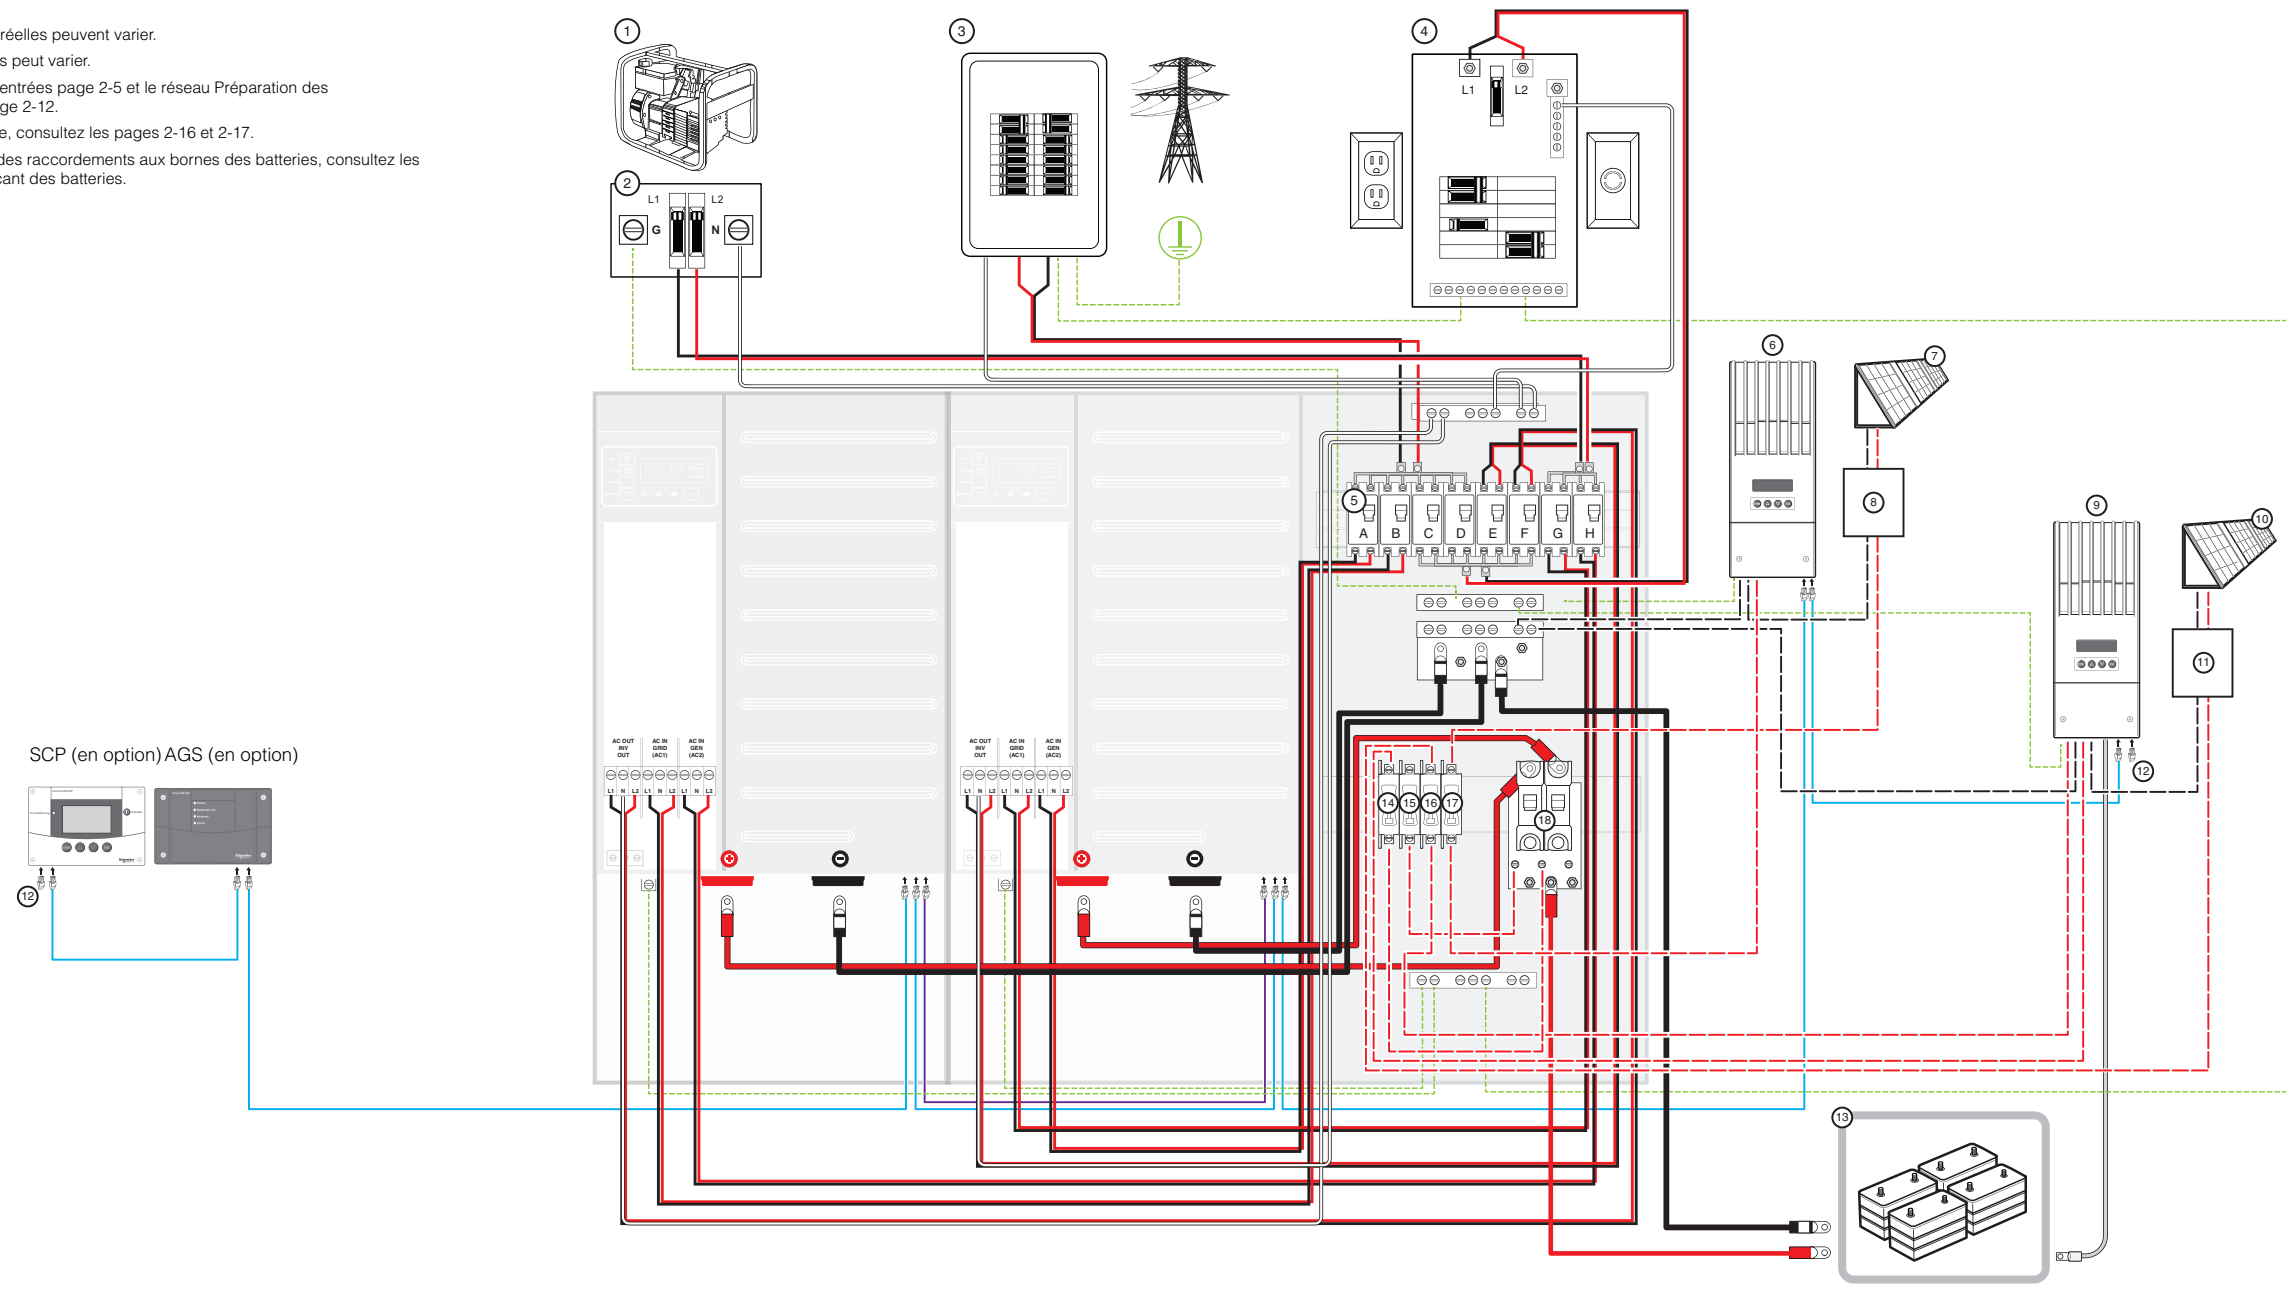 réelles peuvent varier.
s peut varier.
entrées page 2-5 et le réseau Préparation des
ge 2-12.
e, consultez les pages 2-16 et 2-17.
des raccordements aux bornes des batteries, consultez les
cant des batteries.
1
2
L1 L2
G N
3
4
L1 L2
5
A B C D E F G H
6
7
8
9
10
11
12
AC OUT INV OUT
AC IN GRID (AC1)
AC IN GEN (AC2)
L1 N L2 L1 N L2 L1 N L2
AC OUT INV OUT
AC IN GRID (AC1)
AC IN GEN (AC2)
L1 N L2 L1 N L2 L1 N L2
14 15 16 17
18
SCP (en option) AGS (en option)
12
13